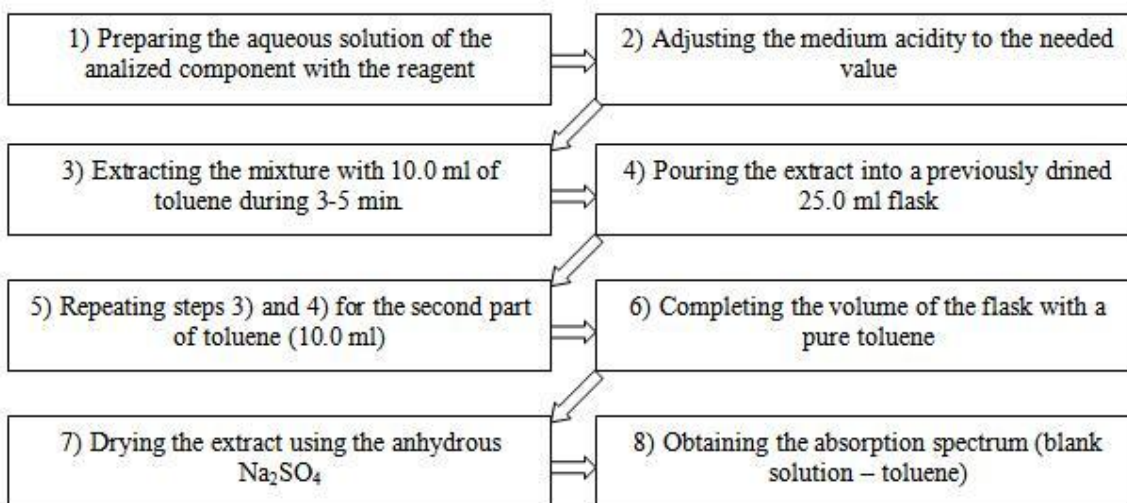 1) Preparing the aqueous solution of the
analized component with the reagent
2) Adjusting the medium acidity to the needed
value
3) Extracting the mixture with 10.0 ml of
toluene during 3-5 min.
4) Pouring the extract into a previously drined
25.0 ml flask
5) Repeating steps 3) and 4) for the second part
of toluene (10.0 ml)
6) Completing the volume of the flask with a
pure toluene
7) Drying the extract using the anhydrous
Na₂SO₄
8) Obtaining the absorption spectrum (blank
solution – toluene)